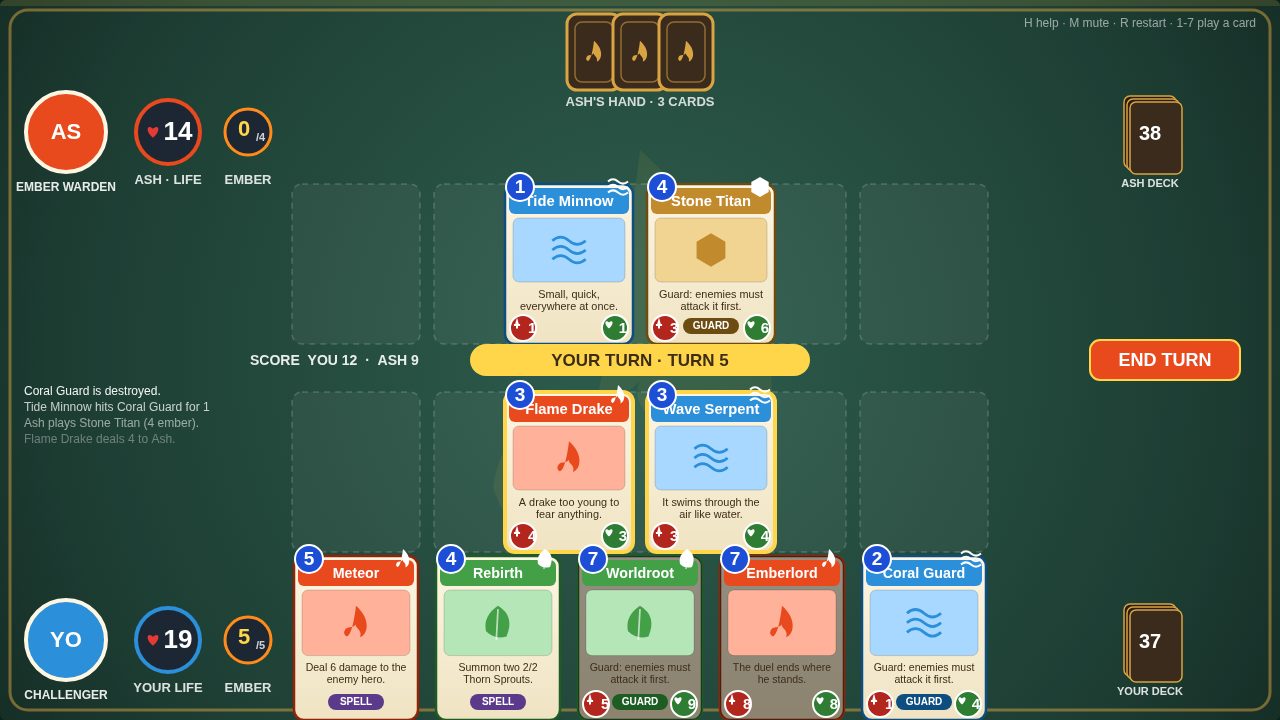 H help · M mute · R restart · 1-7 play a card
ASH'S HAND · 3 CARDS
AS
14
0
/4
EMBER WARDEN
ASH · LIFE
EMBER
38
ASH DECK
1
Tide Minnow
Small, quick,
everywhere at once.
1
1
4
Stone Titan
Guard: enemies must
attack it first.
3
GUARD
6
SCORE YOU 12 · ASH 9
YOUR TURN · TURN 5
END TURN
Coral Guard is destroyed.
Tide Minnow hits Coral Guard for 1
Ash plays Stone Titan (4 ember).
Flame Drake deals 4 to Ash.
3
Flame Drake
A drake too young to
fear anything.
4
3
3
Wave Serpent
It swims through the
air like water.
3
4
YO
19
5
/5
CHALLENGER
YOUR LIFE
EMBER
5
Meteor
Deal 6 damage to the
enemy hero.
SPELL
4
Rebirth
Summon two 2/2
Thorn Sprouts.
SPELL
7
Worldroot
Guard: enemies must
attack it first.
5
GUARD
9
7
Emberlord
The duel ends where
he stands.
8
8
2
Coral Guard
Guard: enemies must
attack it first.
1
GUARD
4
37
YOUR DECK